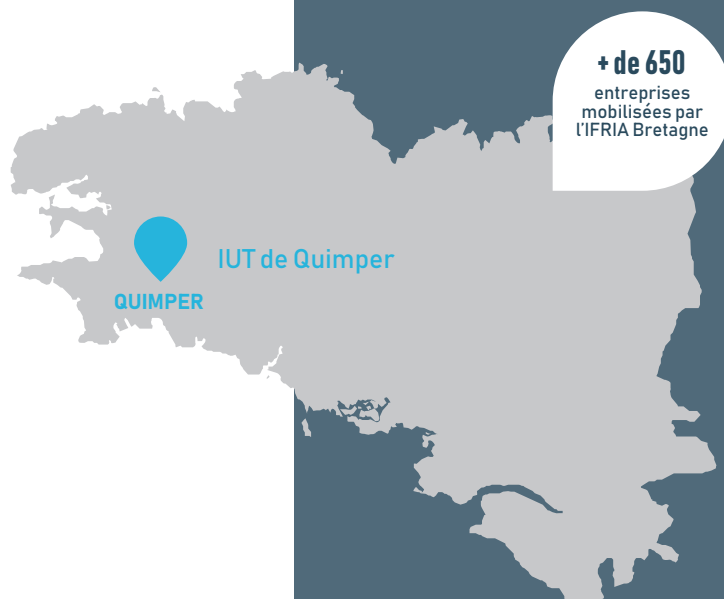 + de 650
entreprises
mobilisées par
l'IFRIA Bretagne
IUT de Quimper
QUIMPER